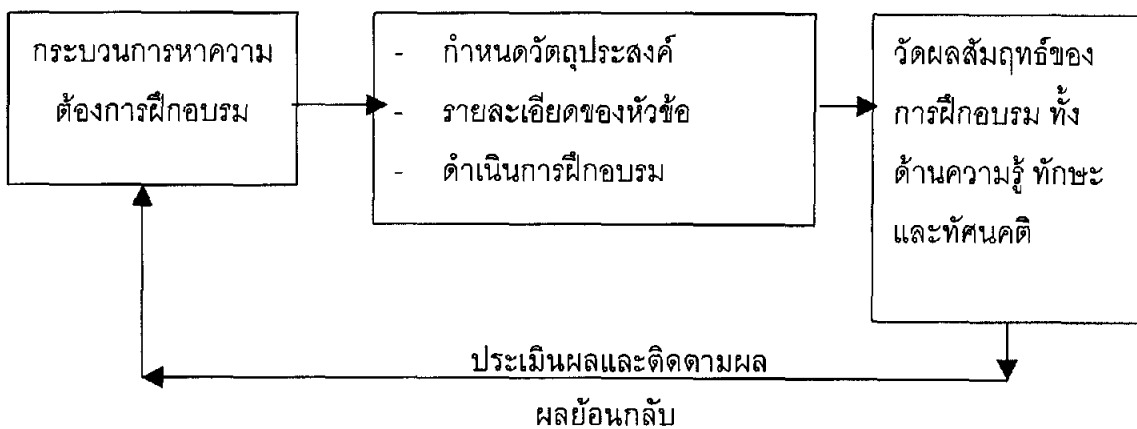 กระบวนการหาความ
ต้องการฝึกอบรม
- กำหนดวัตถุประสงค์
- รายละเอียดของหัวข้อ
- ดำเนินการฝึกอบรม
วัดผลสัมฤทธ์ของ
การฝึกอบรม ทั้ง
ด้านความรู้ ทักษะ
และทัศนคติ
ประเมินผลและติดตามผล
ผลย้อนกลับ